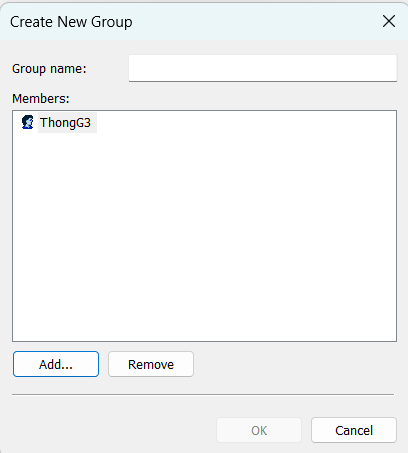 Create New Group
Group name:
Members:
ThongG3
Add...
Remove
OK
Cancel